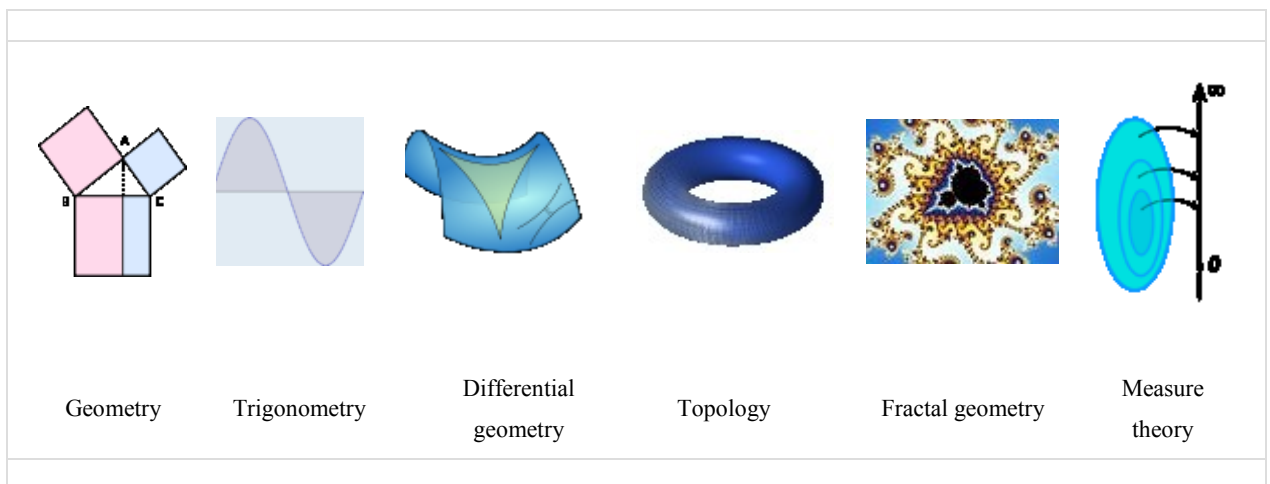 A
B
C
∞
0
Geometry
Trigonometry
Differential
geometry
Topology
Fractal geometry
Measure
theory